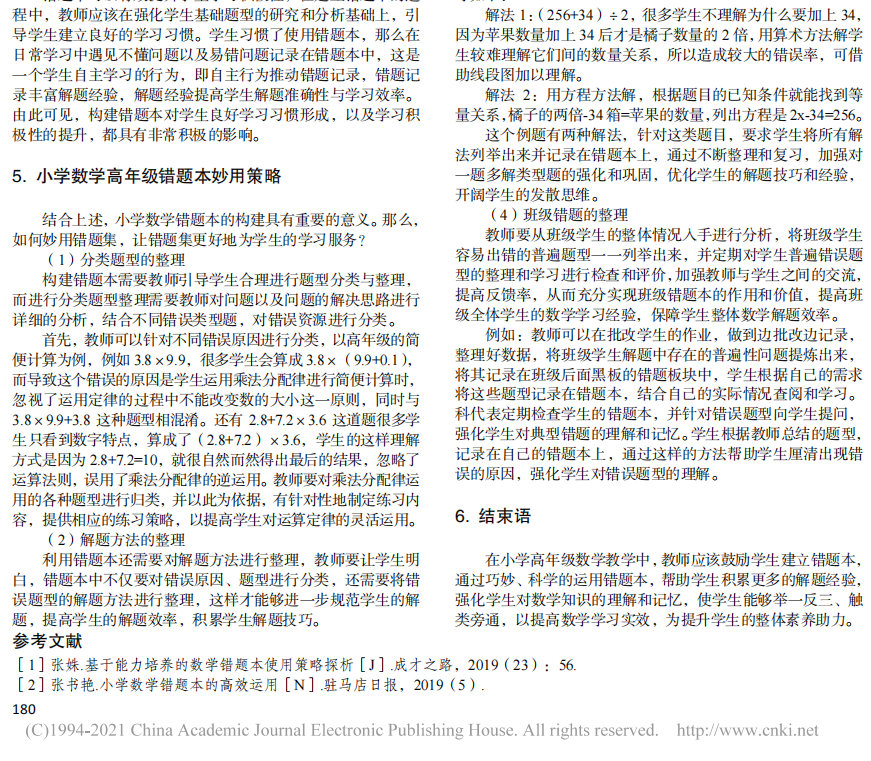 程中，教师应该在强化学生基础题型的研究和分析基础上，引
导学生建立良好的学习习惯。学生习惯了使用错题本，那么在
日常学习中遇见不懂问题以及易错问题记录在错题本中，这是
一个学生自主学习的行为，即自主行为推动错题记录，错题记
录丰富解题经验，解题经验提高学生解题准确性与学习效率。
由此可见，构建错题本对学生良好学习习惯形成，以及学习积
极性的提升，都具有非常积极的影响。
5. 小学数学高年级错题本妙用策略
结合上述，小学数学错题本的构建具有重要的意义。那么，
如何妙用错题集，让错题集更好地为学生的学习服务？
（1）分类题型的整理
构建错题本需要教师引导学生合理进行题型分类与整理，
而进行分类题型整理需要教师对问题以及问题的解决思路进行
详细的分析，结合不同错误类型题，对错误资源进行分类。
首先，教师可以针对不同错误原因进行分类，以高年级的简
便计算为例，例如 3.8×9.9，很多学生会算成 3.8×（9.9+0.1），
而导致这个错误的原因是学生运用乘法分配律进行简便计算时，
忽视了运用定律的过程中不能改变数的大小这一原则，同时与
3.8×9.9+3.8 这种题型相混淆。还有 2.8+7.2×3.6 这道题很多学
生只看到数字特点，算成了（2.8+7.2）×3.6，学生的这样理解
方式是因为 2.8+7.2=10，就很自然而然得出最后的结果，忽略了
运算法则，误用了乘法分配律的逆运用。教师要对乘法分配律运
用的各种题型进行归类，并以此为依据，有针对性地制定练习内
容，提供相应的练习策略，以提高学生对运算定律的灵活运用。
（2）解题方法的整理
利用错题本还需要对解题方法进行整理，教师要让学生明
白，错题本中不仅要对错误原因、题型进行分类，还需要将错
误题型的解题方法进行整理，这样才能够进一步规范学生的解
题，提高学生的解题效率，积累学生解题技巧。
解法 1：（256+34）÷2，很多学生不理解为什么要加上 34，
因为苹果数量加上 34 后才是橘子数量的 2 倍，用算术方法解学
生较难理解它们间的数量关系，所以造成较大的错误率，可借
助线段图加以理解。
解法 2：用方程方法解，根据题目的已知条件就能找到等
量关系，橘子的两倍-34 箱=苹果的数量，列出方程是 2x-34=256。
这个例题有两种解法，针对这类题目，要求学生将所有解
法列举出来并记录在错题本上，通过不断整理和复习，加强对
一题多解类型题的强化和巩固，优化学生的解题技巧和经验，
开阔学生的发散思维。
（4）班级错题的整理
教师要从班级学生的整体情况入手进行分析，将班级学生
容易出错的普遍题型一一列举出来，并定期对学生普遍错误题
型的整理和学习进行检查和评价，加强教师与学生之间的交流，
提高反馈率，从而充分实现班级错题本的作用和价值，提高班
级全体学生的数学学习经验，保障学生整体数学解题效率。
例如：教师可以在批改学生的作业，做到边批改边记录，
整理好数据，将班级学生解题中存在的普遍性问题提炼出来，
将其记录在班级后面黑板的错题板块中，学生根据自己的需求
将这些题型记录在错题本，结合自己的实际情况查阅和学习。
科代表定期检查学生的错题本，并针对错误题型向学生提问，
强化学生对典型错题的理解和记忆。学生根据教师总结的题型，
记录在自己的错题本上，通过这样的方法帮助学生厘清出现错
误的原因，强化学生对错误题型的理解。
6. 结束语
在小学高年级数学教学中，教师应该鼓励学生建立错题本，
通过巧妙、科学的运用错题本，帮助学生积累更多的解题经验，
强化学生对数学知识的理解和记忆，使学生能够举一反三、触
类旁通，以提高数学学习实效，为提升学生的整体素养助力。
参考文献
［1］张姝.基于能力培养的数学错题本使用策略探析［J］.成才之路，2019（23）：56.
［2］张书艳.小学数学错题本的高效运用［N］.驻马店日报，2019（5）.
180
(C)1994-2021 China Academic Journal Electronic Publishing House. All rights reserved. http://www.cnki.net